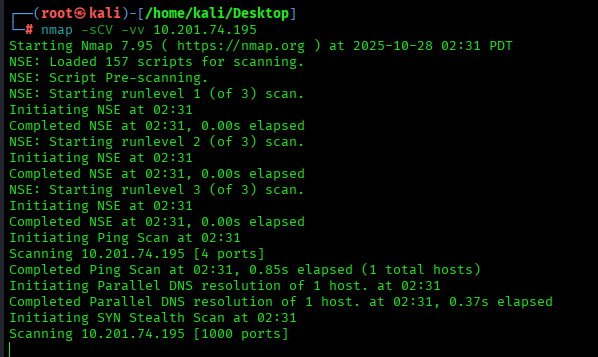 ┌──(root㉿kali)-[/home/kali/Desktop]
└─# nmap -sCV -vv 10.201.74.195
Starting Nmap 7.95 ( https://nmap.org ) at 2025-10-28 02:31 PDT
NSE: Loaded 157 scripts for scanning.
NSE: Script Pre-scanning.
NSE: Starting runlevel 1 (of 3) scan.
Initiating NSE at 02:31
Completed NSE at 02:31, 0.00s elapsed
NSE: Starting runlevel 2 (of 3) scan.
Initiating NSE at 02:31
Completed NSE at 02:31, 0.00s elapsed
NSE: Starting runlevel 3 (of 3) scan.
Initiating NSE at 02:31
Completed NSE at 02:31, 0.00s elapsed
Initiating Ping Scan at 02:31
Scanning 10.201.74.195 [4 ports]
Completed Ping Scan at 02:31, 0.85s elapsed (1 total hosts)
Initiating Parallel DNS resolution of 1 host. at 02:31
Completed Parallel DNS resolution of 1 host. at 02:31, 0.37s elapsed
Initiating SYN Stealth Scan at 02:31
Scanning 10.201.74.195 [1000 ports]